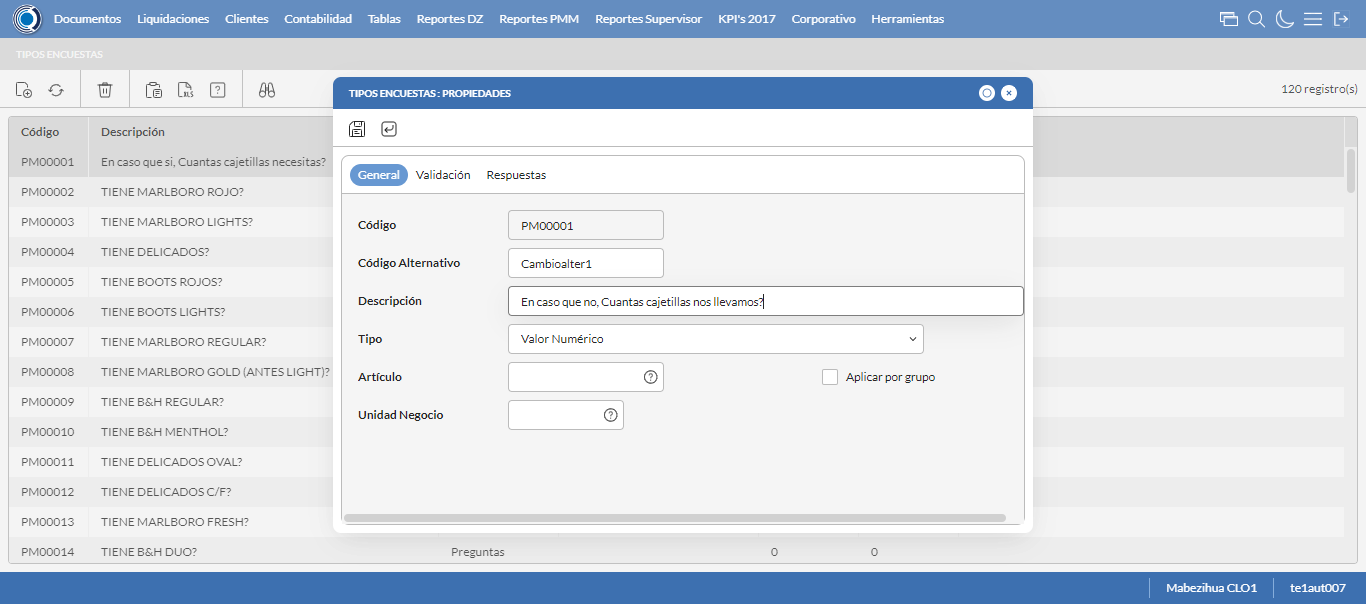 Documentos Liquidaciones Clientes Contabilidad Tablas Reportes DZ Reportes PMM Reportes Supervisor KPI's 2017 Corporativo Herramientas
TIPOS ENCUESTAS
XLS
120 registro(s)
TIPOS ENCUESTAS : PROPIEDADES
General Validación Respuestas
Código PM00001
Código Alternativo Cambioalter1
Descripción En caso que no, Cuantas cajetillas nos llevamos?
Tipo Valor Numérico
Artículo ? Aplicar por grupo
Unidad Negocio ?
Código Descripción
PM00001 En caso que si, Cuantas cajetillas necesitas?
PM00002 TIENE MARLBORO ROJO?
PM00003 TIENE MARLBORO LIGHTS?
PM00004 TIENE DELICADOS?
PM00005 TIENE BOOTS ROJOS?
PM00006 TIENE BOOTS LIGHTS?
PM00007 TIENE MARLBORO REGULAR?
PM00008 TIENE MARLBORO GOLD (ANTES LIGHT)?
PM00009 TIENE B&H REGULAR?
PM00010 TIENE B&H MENTHOL?
PM00011 TIENE DELICADOS OVAL?
PM00012 TIENE DELICADOS C/F?
PM00013 TIENE MARLBORO FRESH?
PM00014 TIENE B&H DUO? Preguntas 0 0
Mabezihua CLO1 te1aut007